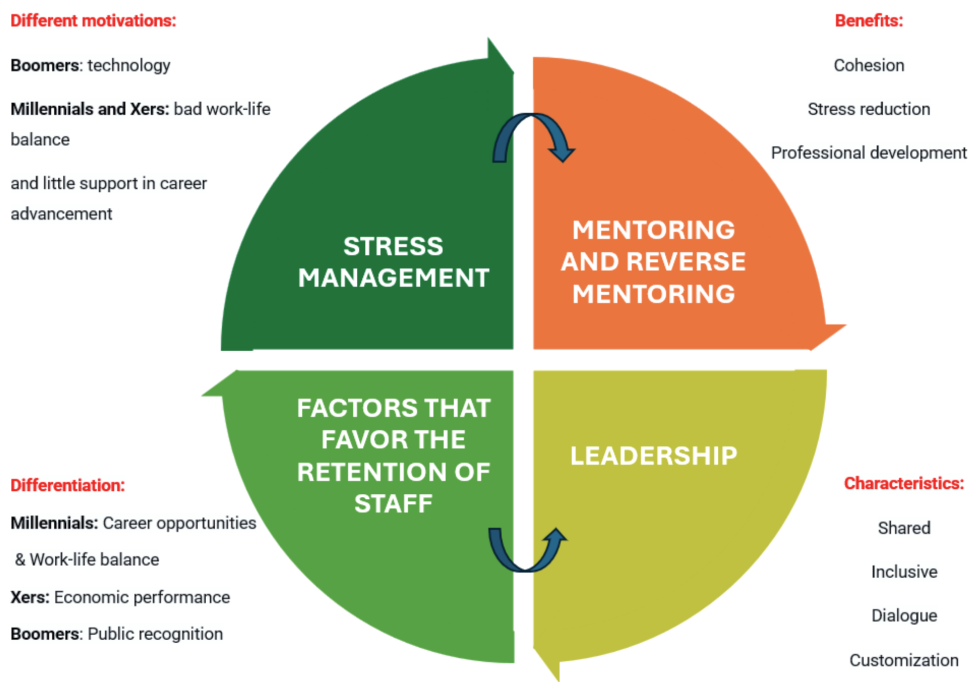 Different motivations:
Boomers: technology
Millennials and Xers: bad work-life
balance
and little support in career
advancement
Benefits:
Cohesion
Stress reduction
Professional development
STRESS
MANAGEMENT
MENTORING
AND REVERSE
MENTORING
FACTORS THAT
FAVOR THE
RETENTION OF
STAFF
LEADERSHIP
Differentiation:
Millennials: Career opportunities
& Work-life balance
Xers: Economic performance
Boomers: Public recognition
Characteristics:
Shared
Inclusive
Dialogue
Customization